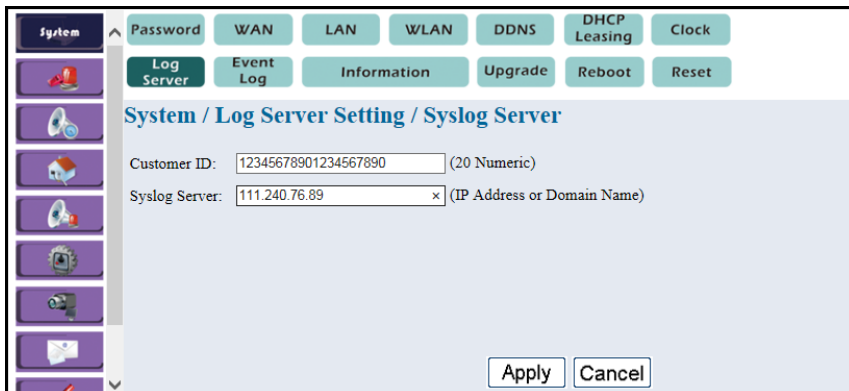 System
Password WAN LAN WLAN DDNS DHCP Leasing Clock
Log Server Event Log Information Upgrade Reboot Reset
System / Log Server Setting / Syslog Server
Customer ID: 12345678901234567890 (20 Numeric)
Syslog Server: 111.240.76.89 × (IP Address or Domain Name)
Apply Cancel